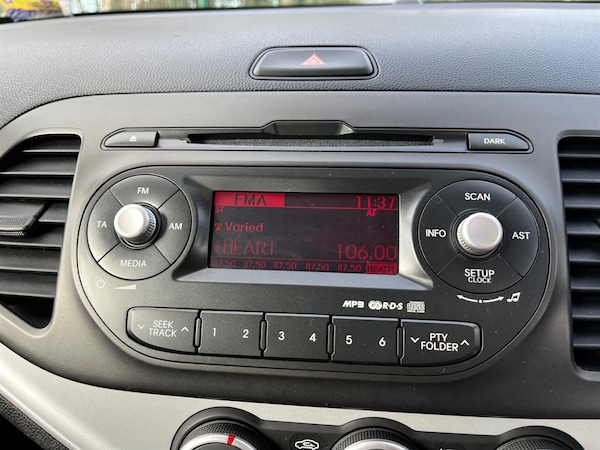 DARK
FM
TA
AM
MEDIA
FMA 11:37
ST AF
Varied
HEART 106.00
87.50 87.50 87.50 87.50 87.50 HEART
SCAN
INFO
AST
SETUP
CLOCK
MP3 R·D·S
SEEK
TRACK
1 2 3 4 5 6
PTY
FOLDER